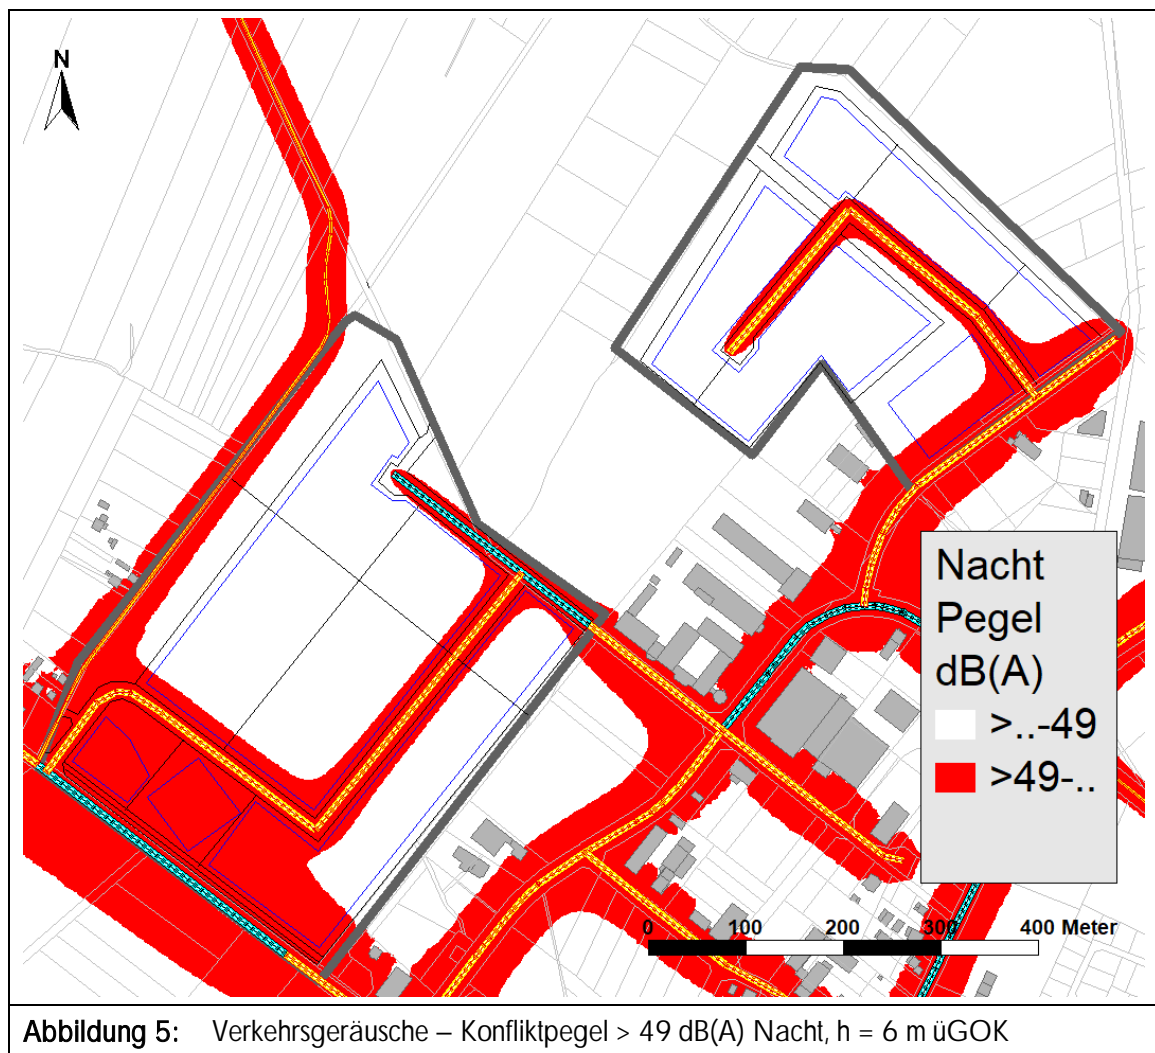 N
Nacht
Pegel
dB(A)
>..-49
>49-..
0 100 200 300 400 Meter
Abbildung 5: Verkehrsgeräusche – Konfliktpegel > 49 dB(A) Nacht, h = 6 m üGOK